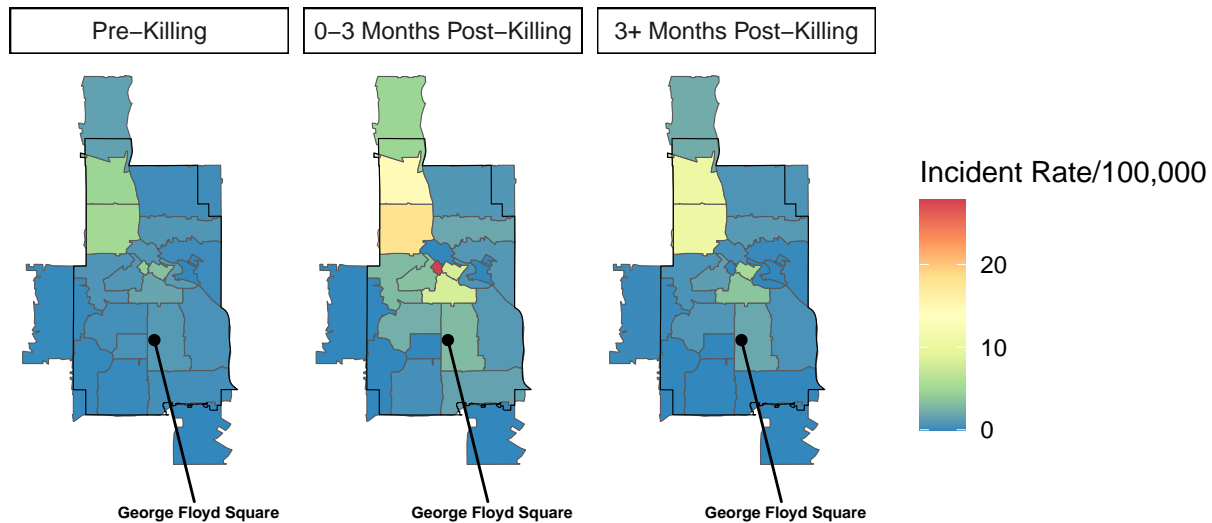 Pre−Killing
0−3 Months Post−Killing
3+ Months Post−Killing
Incident Rate/100,000
20
10
0
George Floyd Square
George Floyd Square
George Floyd Square